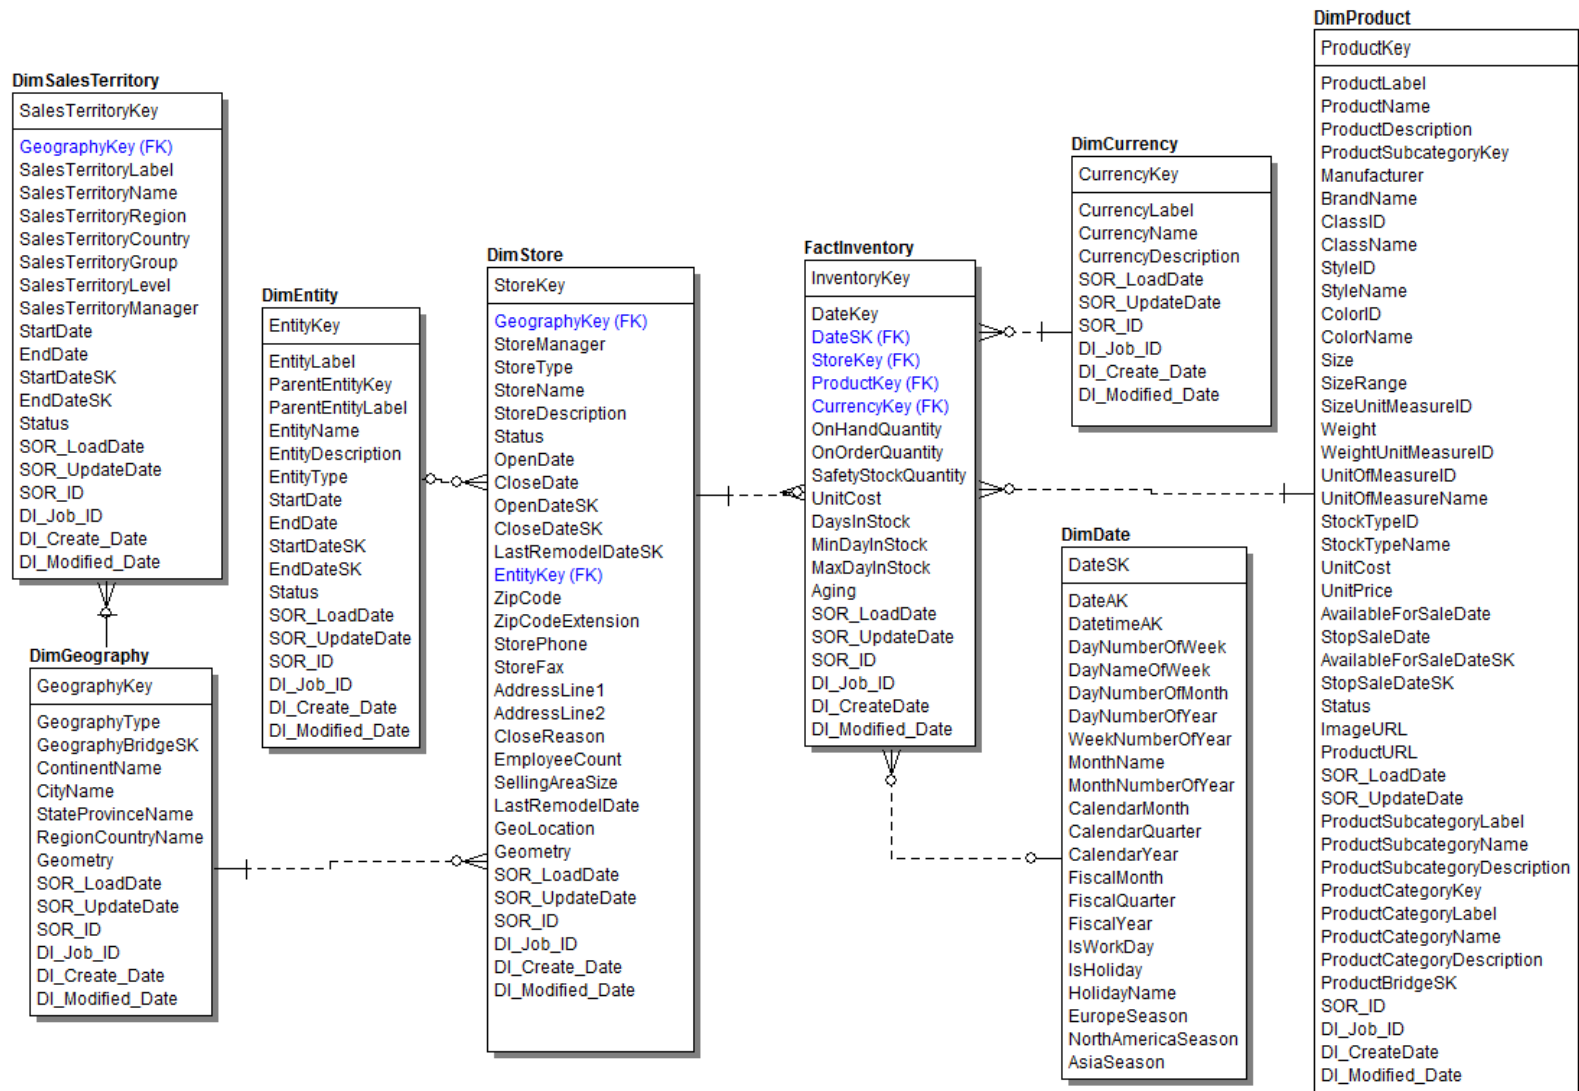 DimSalesTerritory
SalesTerritoryKey
GeographyKey (FK)
SalesTerritoryLabel
SalesTerritoryName
SalesTerritoryRegion
SalesTerritoryCountry
SalesTerritoryGroup
SalesTerritoryLevel
SalesTerritoryManager
StartDate
EndDate
StartDateSK
EndDateSK
Status
SOR_LoadDate
SOR_UpdateDate
SOR_ID
DI_Job_ID
DI_Create_Date
DI_Modified_Date
DimGeography
GeographyKey
GeographyType
GeographyBridgeSK
ContinentName
CityName
StateProvinceName
RegionCountryName
Geometry
SOR_LoadDate
SOR_UpdateDate
SOR_ID
DI_Job_ID
DI_Create_Date
DI_Modified_Date
DimEntity
EntityKey
EntityLabel
ParentEntityKey
ParentEntityLabel
EntityName
EntityDescription
EntityType
StartDate
EndDate
StartDateSK
EndDateSK
Status
SOR_LoadDate
SOR_UpdateDate
SOR_ID
DI_Job_ID
DI_Create_Date
DI_Modified_Date
DimStore
StoreKey
GeographyKey (FK)
StoreManager
StoreType
StoreName
StoreDescription
Status
OpenDate
CloseDate
OpenDateSK
CloseDateSK
LastRemodelDateSK
EntityKey (FK)
ZipCode
ZipCodeExtension
StorePhone
StoreFax
AddressLine1
AddressLine2
CloseReason
EmployeeCount
SellingAreaSize
LastRemodelDate
GeoLocation
Geometry
SOR_LoadDate
SOR_UpdateDate
SOR_ID
DI_Job_ID
DI_Create_Date
DI_Modified_Date
FactInventory
InventoryKey
DateKey
DateSK (FK)
StoreKey (FK)
ProductKey (FK)
CurrencyKey (FK)
OnHandQuantity
OnOrderQuantity
SafetyStockQuantity
UnitCost
DaysInStock
MinDayInStock
MaxDayInStock
Aging
SOR_LoadDate
SOR_UpdateDate
SOR_ID
DI_Job_ID
DI_CreateDate
DI_Modified_Date
DimCurrency
CurrencyKey
CurrencyLabel
CurrencyName
CurrencyDescription
SOR_LoadDate
SOR_UpdateDate
SOR_ID
DI_Job_ID
DI_Create_Date
DI_Modified_Date
DimDate
DateSK
DateAK
DatetimeAK
DayNumberOfWeek
DayNameOfWeek
DayNumberOfMonth
DayNumberOfYear
WeekNumberOfYear
MonthName
MonthNumberOfYear
CalendarMonth
CalendarQuarter
CalendarYear
FiscalMonth
FiscalQuarter
FiscalYear
IsWorkDay
IsHoliday
HolidayName
EuropeSeason
NorthAmericaSeason
AsiaSeason
DimProduct
ProductKey
ProductLabel
ProductName
ProductDescription
ProductSubcategoryKey
Manufacturer
BrandName
ClassID
ClassName
StyleID
StyleName
ColorID
ColorName
Size
SizeRange
SizeUnitMeasureID
Weight
WeightUnitMeasureID
UnitOfMeasureID
UnitOfMeasureName
StockTypeID
StockTypeName
UnitCost
UnitPrice
AvailableForSaleDate
StopSaleDate
AvailableForSaleDateSK
StopSaleDateSK
Status
ImageURL
ProductURL
SOR_LoadDate
SOR_UpdateDate
ProductSubcategoryLabel
ProductSubcategoryName
ProductSubcategoryDescription
ProductCategoryKey
ProductCategoryLabel
ProductCategoryName
ProductCategoryDescription
ProductBridgeSK
SOR_ID
DI_Job_ID
DI_CreateDate
DI_Modified_Date